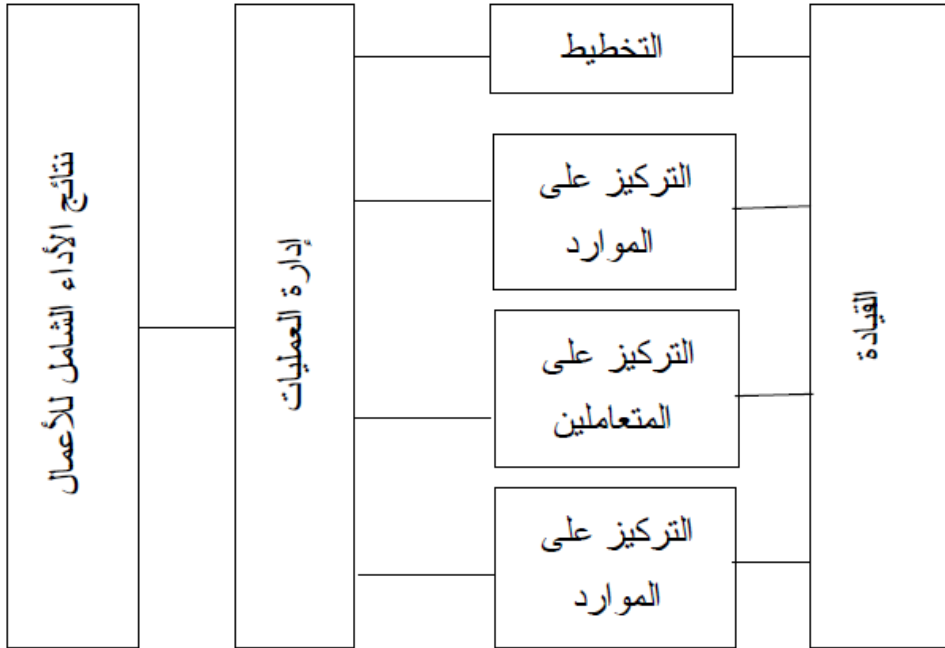 القيادة
التخطيط
التركيز على
الموارد
التركيز على
المتعاملين
التركيز على
الموارد
إدارة العمليات
نتائج الأداء الشامل للأعمال